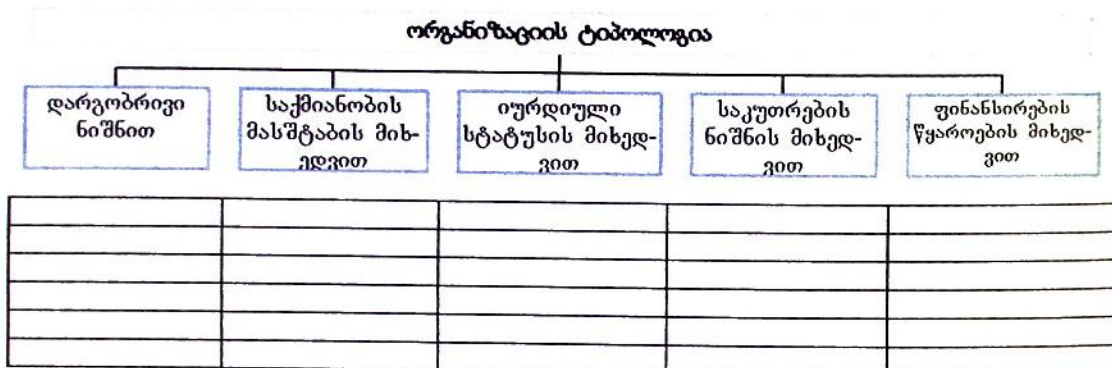 ორგანიზაციის ტიპოლოგია
დარგობრივი
ნიშნით
საქმიანობის
მასშტაბის მიხ-
ედვით
იურდიული
სტატუსის მიხედ-
ვით
საკუთრების
ნიშნის მიხედ-
ვით
ფინანსირების
წყაროების მიხედ-
ვით